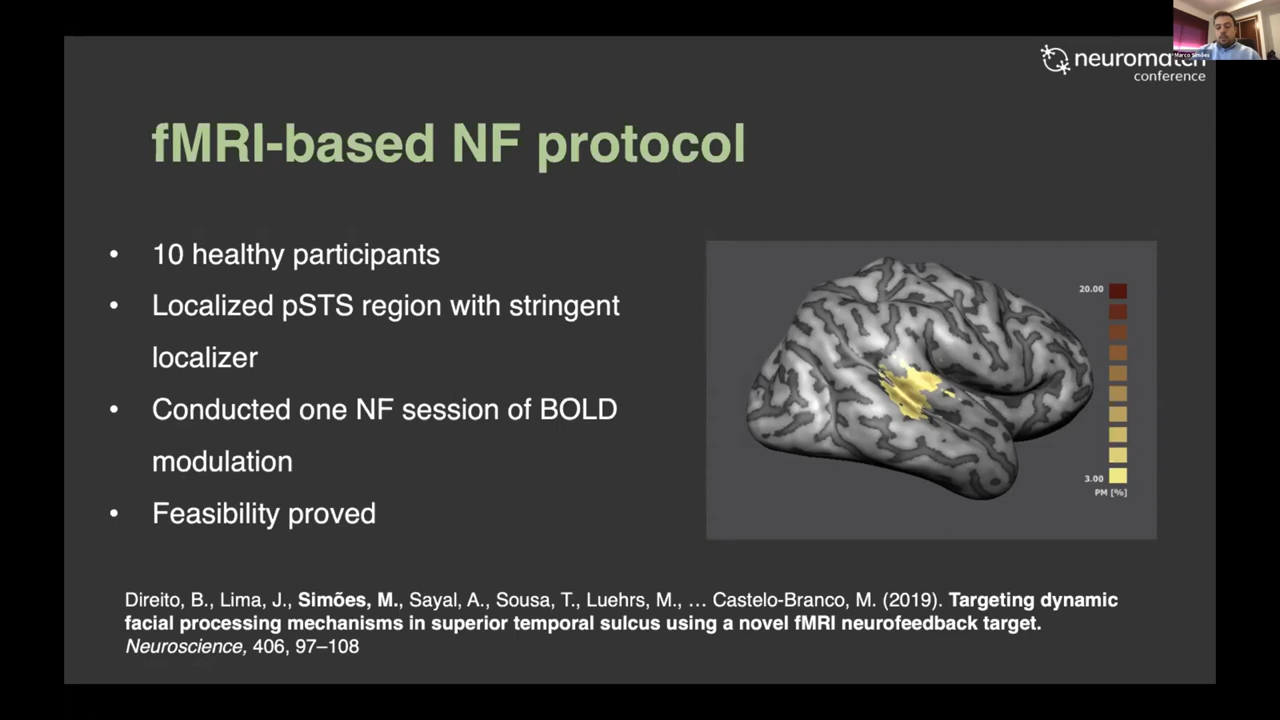 Marco Simões
neuromatch
conference
fMRI-based NF protocol
• 10 healthy participants
• Localized pSTS region with stringent
localizer
• Conducted one NF session of BOLD
modulation
• Feasibility proved
20.00
3.00
PM [%]
Direito, B., Lima, J., Simões, M., Sayal, A., Sousa, T., Luehrs, M., … Castelo-Branco, M. (2019). Targeting dynamic
facial processing mechanisms in superior temporal sulcus using a novel fMRI neurofeedback target.
Neuroscience, 406, 97–108